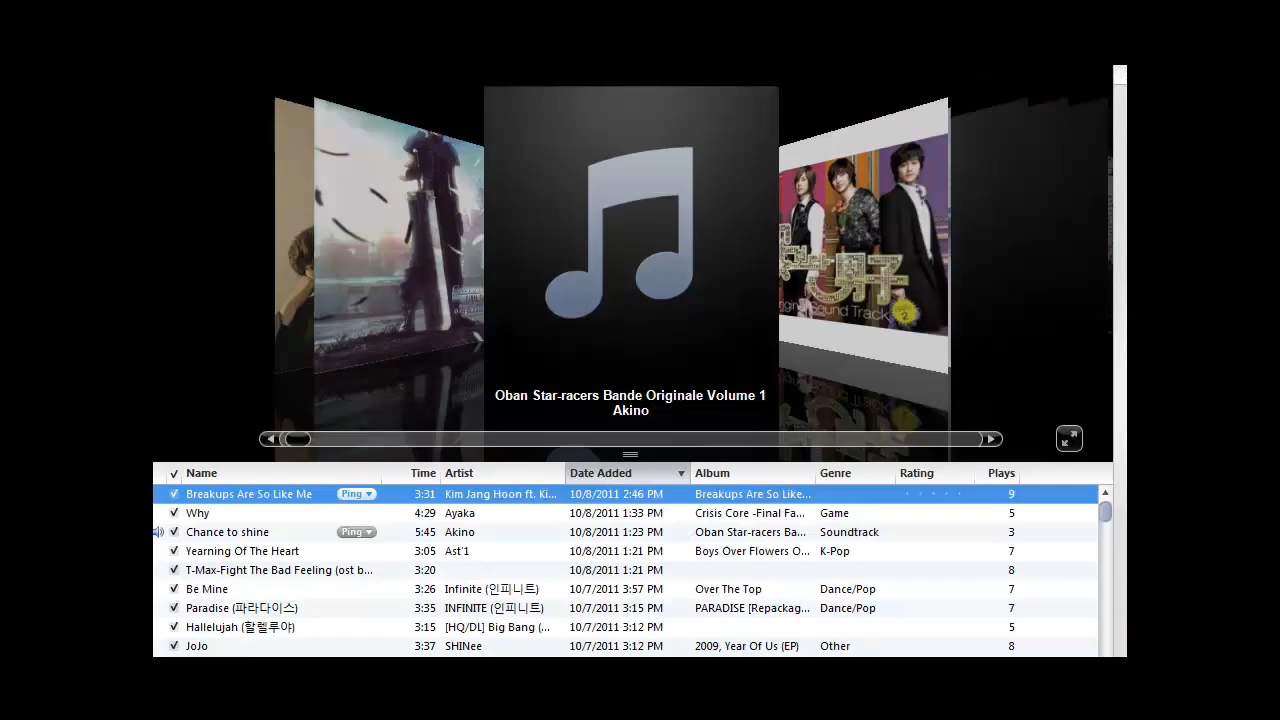 男子
Original Sound Track
2
Oban Star-racers Bande Originale Volume 1
Akino
✓ Name Time Artist Date Added ▼ Album Genre Rating Plays
✓ Breakups Are So Like Me Ping ▼ 3:31 Kim Jang Hoon ft. Ki... 10/8/2011 2:46 PM Breakups Are So Like... 9
✓ Why 4:29 Ayaka 10/8/2011 1:33 PM Crisis Core -Final Fa... Game 5
✓ Chance to shine Ping ▼ 5:45 Akino 10/8/2011 1:23 PM Oban Star-racers Ba... Soundtrack 3
✓ Yearning Of The Heart 3:05 Ast´1 10/8/2011 1:21 PM Boys Over Flowers O... K-Pop 7
✓ T-Max-Fight The Bad Feeling (ost b... 3:20 10/8/2011 1:21 PM 8
✓ Be Mine 3:26 Infinite (인피니트) 10/7/2011 3:57 PM Over The Top Dance/Pop 7
✓ Paradise (파라다이스) 3:35 INFINITE (인피니트) 10/7/2011 3:15 PM PARADISE [Repackag... Dance/Pop 7
✓ Hallelujah (할렐루야) 3:15 [HQ/DL] Big Bang (... 10/7/2011 3:12 PM 5
✓ JoJo 3:37 SHINee 10/7/2011 3:12 PM 2009, Year Of Us (EP) Other 8